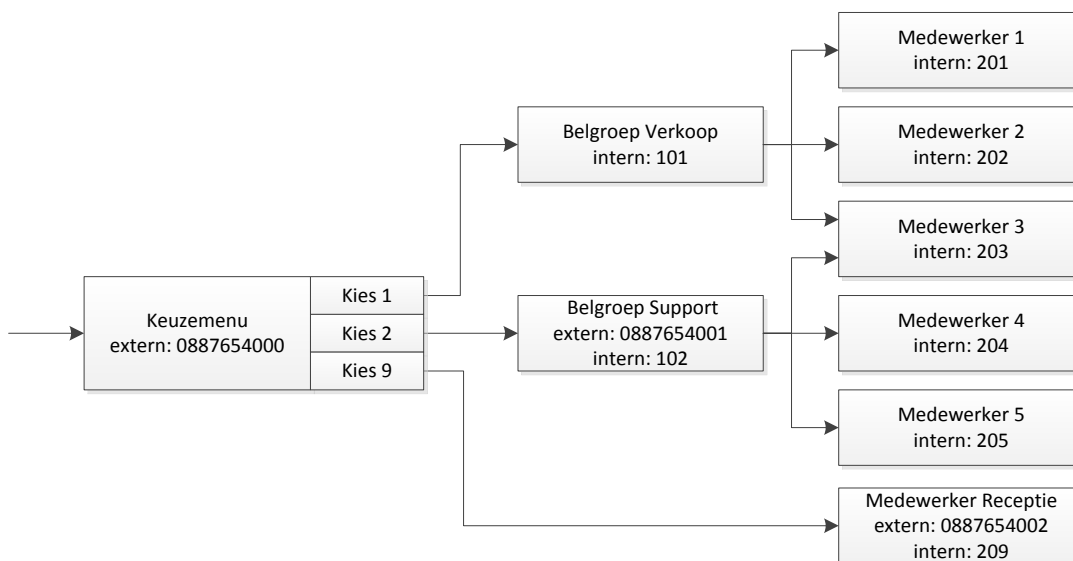 Keuzemenu
extern: 0887654000
Kies 1
Kies 2
Kies 9
Belgroep Verkoop
intern: 101
Belgroep Support
extern: 0887654001
intern: 102
Medewerker 1
intern: 201
Medewerker 2
intern: 202
Medewerker 3
intern: 203
Medewerker 4
intern: 204
Medewerker 5
intern: 205
Medewerker Receptie
extern: 0887654002
intern: 209